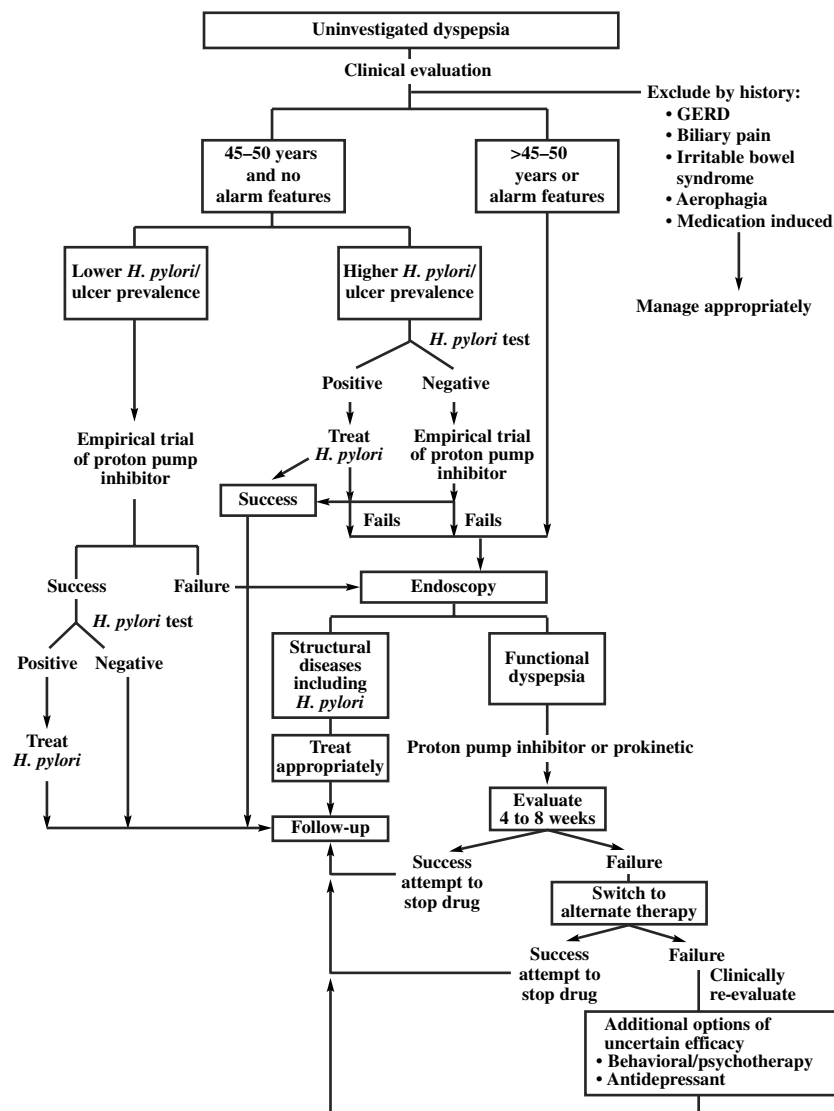 Uninvestigated dyspepsia
Clinical evaluation
Exclude by history:
• GERD
• Biliary pain
• Irritable bowel
syndrome
• Aerophagia
• Medication induced
Manage appropriately
45–50 years
and no
alarm features
>45–50
years or
alarm features
Lower H. pylori/
ulcer prevalence
Higher H. pylori/
ulcer prevalence
H. pylori test
Positive
Negative
Treat
H. pylori
Empirical trial
of proton pump
inhibitor
Empirical trial
of proton pump
inhibitor
Success
Fails
Fails
Success
Failure
Endoscopy
H. pylori test
Positive
Negative
Treat
H. pylori
Structural
diseases
including
H. pylori
Functional
dyspepsia
Treat
appropriately
Proton pump inhibitor or prokinetic
Evaluate
4 to 8 weeks
Follow-up
Success
attempt to
stop drug
Failure
Switch to
alternate therapy
Success
attempt to
stop drug
Failure
Clinically
re-evaluate
Additional options of
uncertain efficacy
• Behavioral/psychotherapy
• Antidepressant